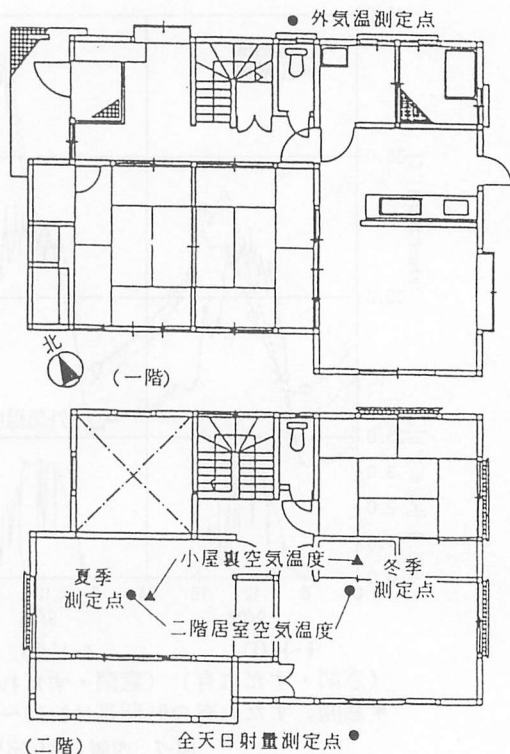 外気温測定点
北
(一階)
小屋裏空気温度
夏季
測定点
冬季
測定点
二階居室空気温度
(二階)
全天日射量測定点